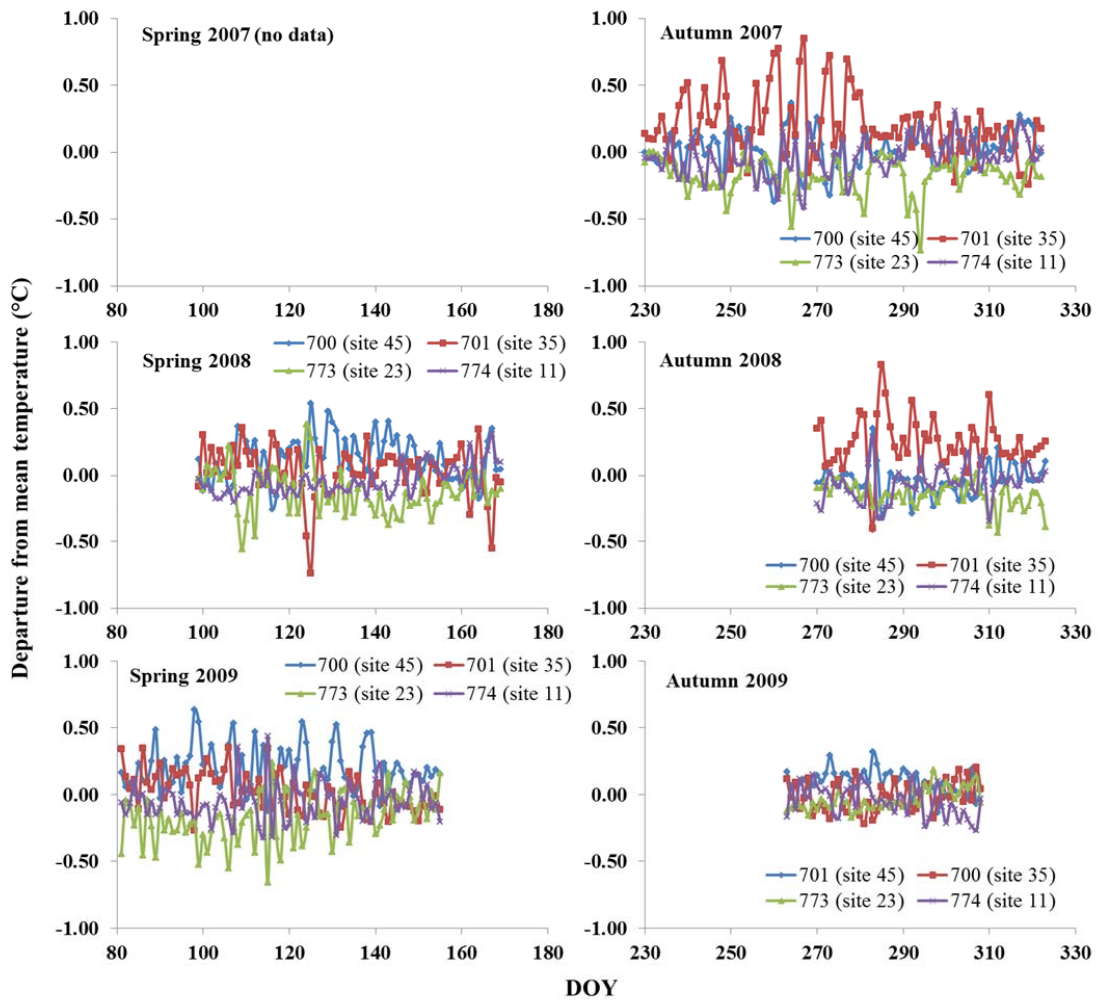 Departure from mean temperature (°C)
Spring 2007 (no data)
1.00
0.50
0.00
-0.50
-1.00
80 100 120 140 160 180
Autumn 2007
1.00
0.50
0.00
-0.50
-1.00
700 (site 45) 701 (site 35)
773 (site 23) 774 (site 11)
230 250 270 290 310 330
Spring 2008
700 (site 45) 701 (site 35)
773 (site 23) 774 (site 11)
1.00
0.50
0.00
-0.50
-1.00
80 100 120 140 160 180
Autumn 2008
1.00
0.50
0.00
-0.50
-1.00
700 (site 45) 701 (site 35)
773 (site 23) 774 (site 11)
230 250 270 290 310 330
Spring 2009
700 (site 45) 701 (site 35)
773 (site 23) 774 (site 11)
1.00
0.50
0.00
-0.50
-1.00
80 100 120 140 160 180
Autumn 2009
1.00
0.50
0.00
-0.50
-1.00
701 (site 45) 700 (site 35)
773 (site 23) 774 (site 11)
230 250 270 290 310 330
DOY